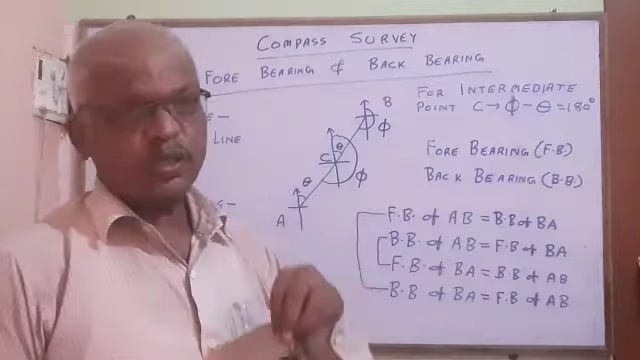 COMPASS SURVEY
FORE BEARING & BACK BEARING
FOR INTERMEDIATE
POINT C → ϕ - θ = 180°
LINE
B
ϕ
θ
C
ϕ
θ
A
FORE BEARING (F.B.)
BACK BEARING (B.B.)
F.B. of AB = B.B of BA
B.B. of AB = F.B of BA
F.B. of BA = B.B of AB
B.B of BA = F.B of AB